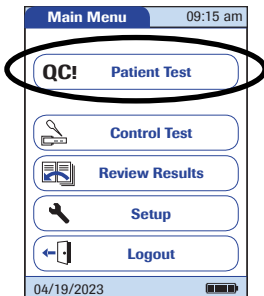 Main Menu 09:15 am
QC! Patient Test
Control Test
Review Results
Setup
Logout
04/19/2023